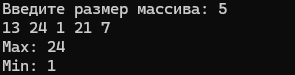 Введите размер массива: 5
13 24 1 21 7
Max: 24
Min: 1